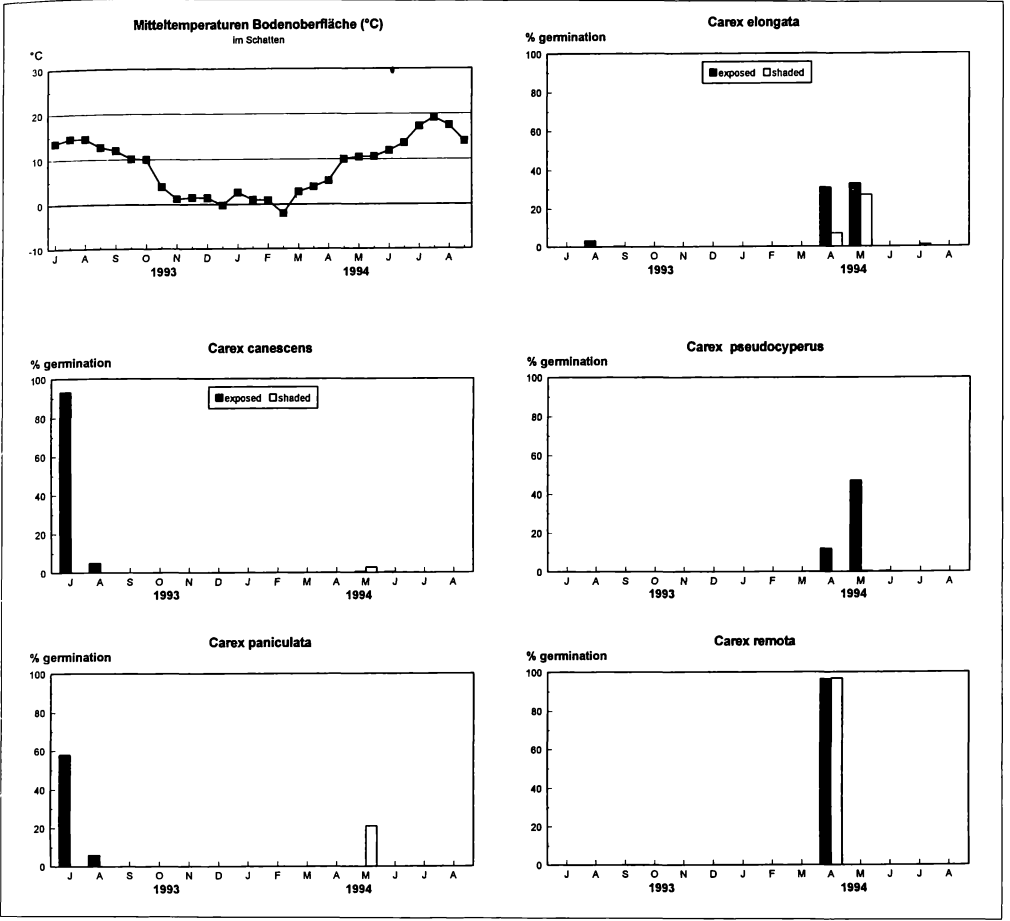 Mitteltemperaturen Bodenoberfläche (°C)
im Schatten
°C
30
20
10
0
-10
J A S O N D J F M A M J J A
1993 1994
Carex elongata
% germination
100
80
60
40
20
0
exposed shaded
J A S O N D J F M A M J J A
1993 1994
Carex canescens
% germination
100
80
60
40
20
0
exposed shaded
J A S O N D J F M A M J J A
1993 1994
Carex pseudocyperus
% germination
100
80
60
40
20
0
J A S O N D J F M A M J J A
1993 1994
Carex paniculata
% germination
100
80
60
40
20
0
J A S O N D J F M A M J J A
1993 1994
Carex remota
% germination
100
80
60
40
20
0
J A S O N D J F M A M J J A
1993 1994